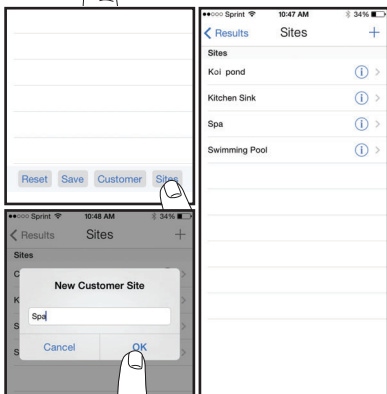 Reset Save Customer Sites
●●○○○ Sprint 10:48 AM 34%
Results Sites +
Sites
C
K
S
S
New Customer Site
Spa
Cancel OK
●●○○○ Sprint 10:47 AM 34%
Results Sites +
Sites
Koi pond
Kitchen Sink
Spa
Swimming Pool